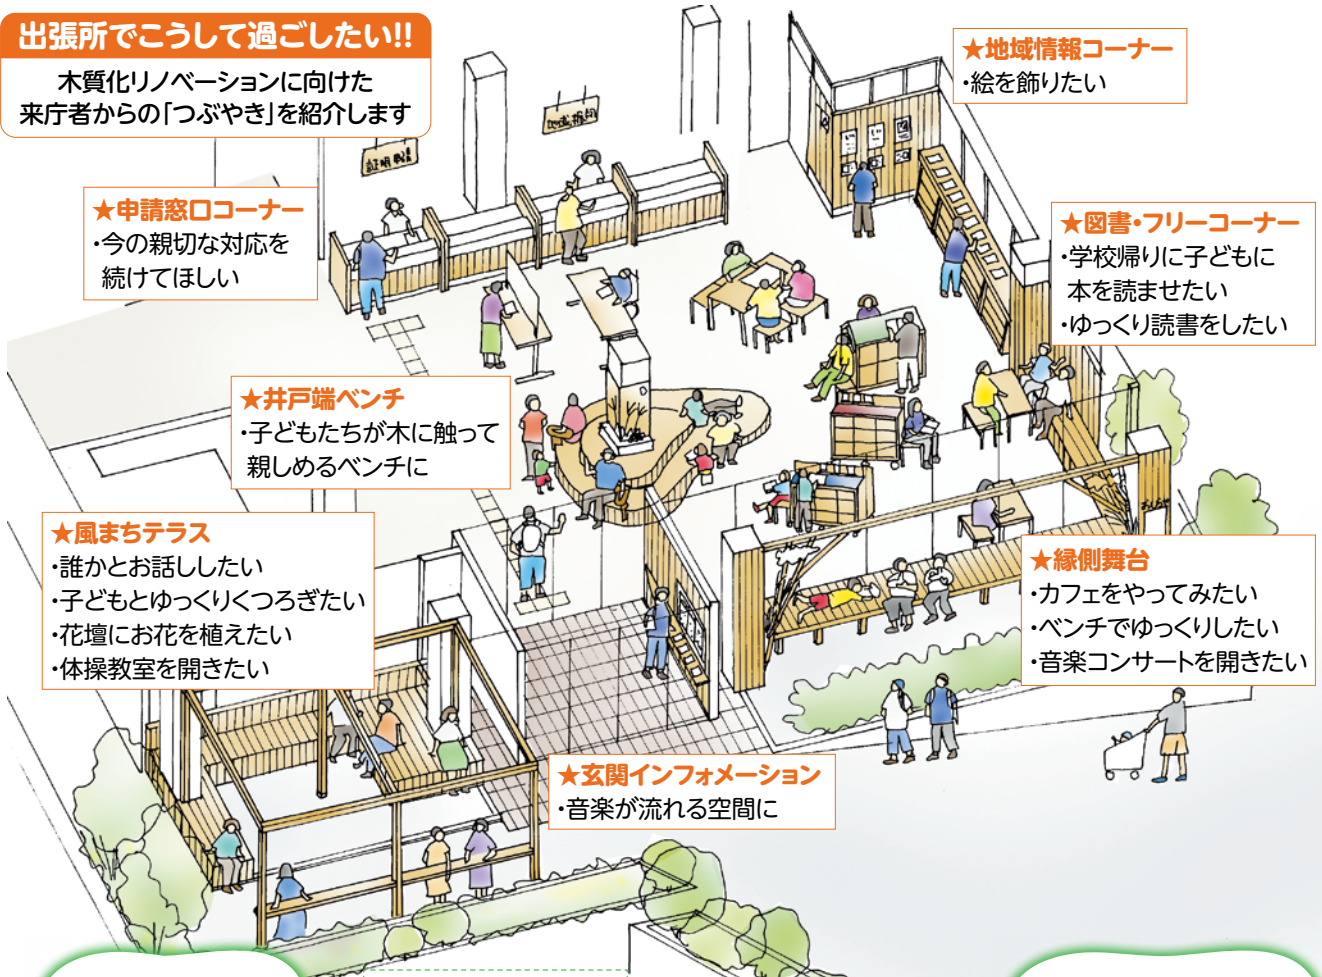 出張所でこうして過ごしたい!!
木質化リノベーションに向けた
来庁者からの「つぶやき」を紹介します
★地域情報コーナー
・絵を飾りたい
証明申請
地域振興
★申請窓口コーナー
・今の親切な対応を
続けてほしい
★図書・フリーコーナー
・学校帰りに子どもに
本を読ませたい
・ゆっくり読書をしたい
★井戸端ベンチ
・子どもたちが木に触って
親しめるベンチに
★風まちテラス
・誰かとお話ししたい
・子どもとゆっくりくつろぎたい
・花壇にお花を植えたい
・体操教室を開きたい
★縁側舞台
・カフェをやってみたい
・ベンチでゆっくりしたい
・音楽コンサートを開きたい
★玄関インフォメーション
・音楽が流れる空間に